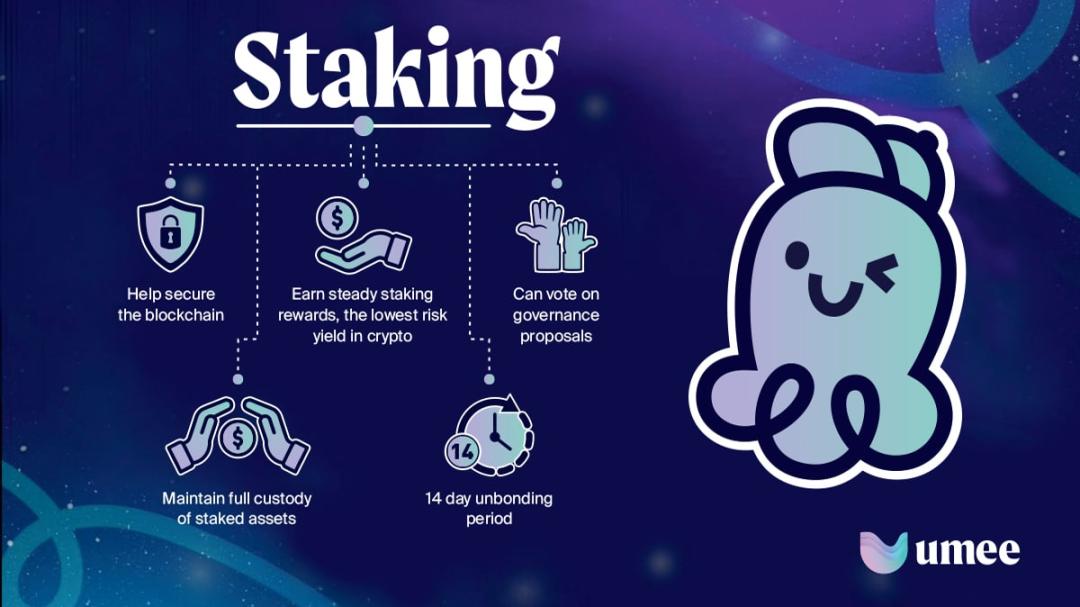 Staking
Help secure
the blockchain
$
Earn steady staking
rewards, the lowest risk
yield in crypto
Can vote on
governance
proposals
$
Maintain full custody
of staked assets
14
14 day unbonding
period
umee